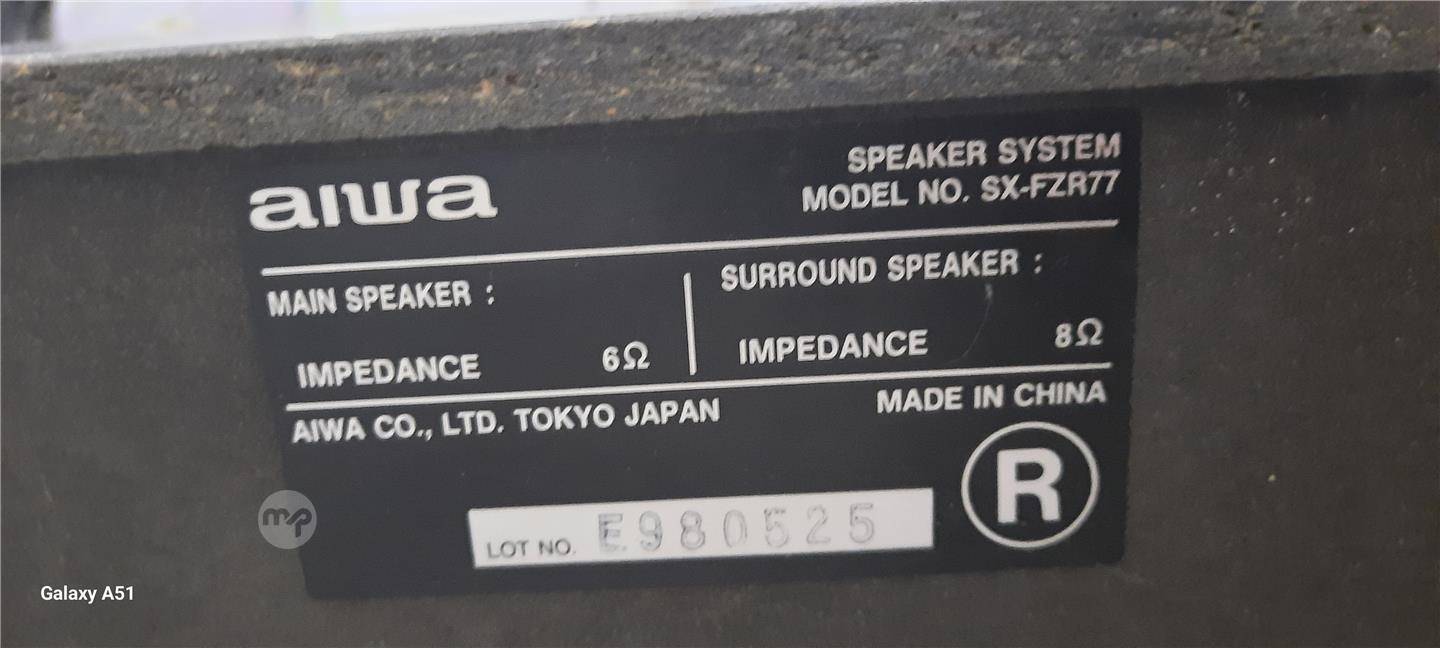 aiwa
SPEAKER SYSTEM
MODEL NO. SX-FZR77
MAIN SPEAKER :
IMPEDANCE 6Ω
SURROUND SPEAKER :
IMPEDANCE 8Ω
AIWA CO., LTD. TOKYO JAPAN
MADE IN CHINA
R
LOT NO. E980525
mp
Galaxy A51